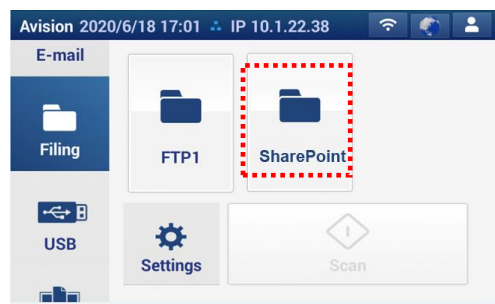 Avision 2020/6/18 17:01 IP 10.1.22.38
E-mail
Filing
FTP1
SharePoint
USB
Settings
Scan